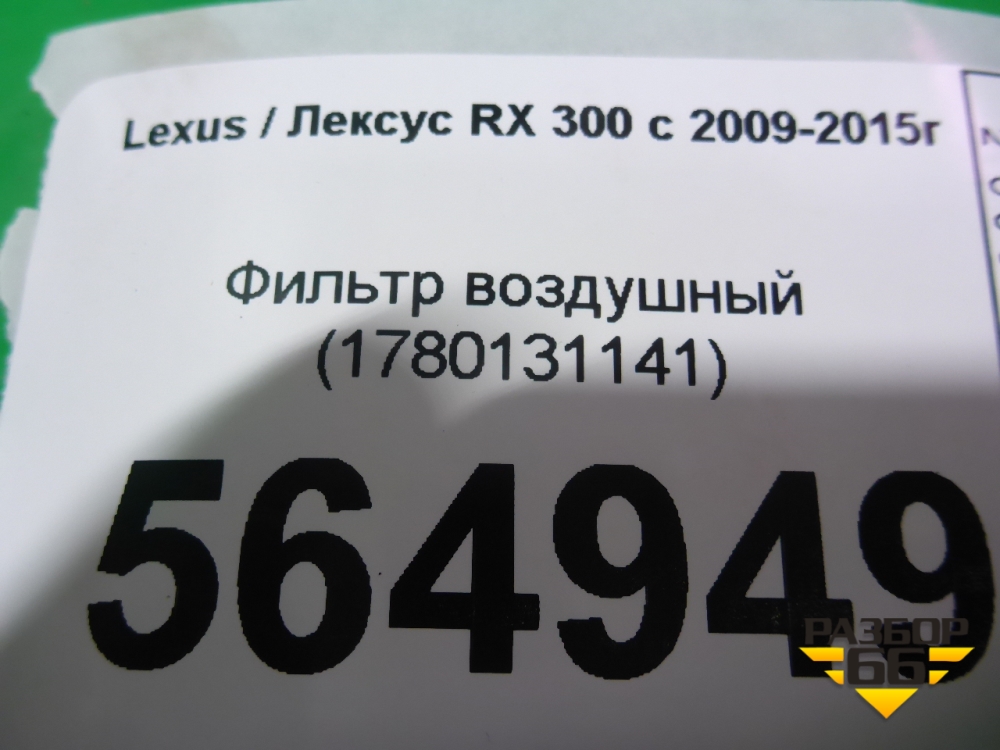 Lexus / Лексус RX 300 с 2009-2015г
Фильтр воздушный
(1780131141)
564949
РАЗБОР
66